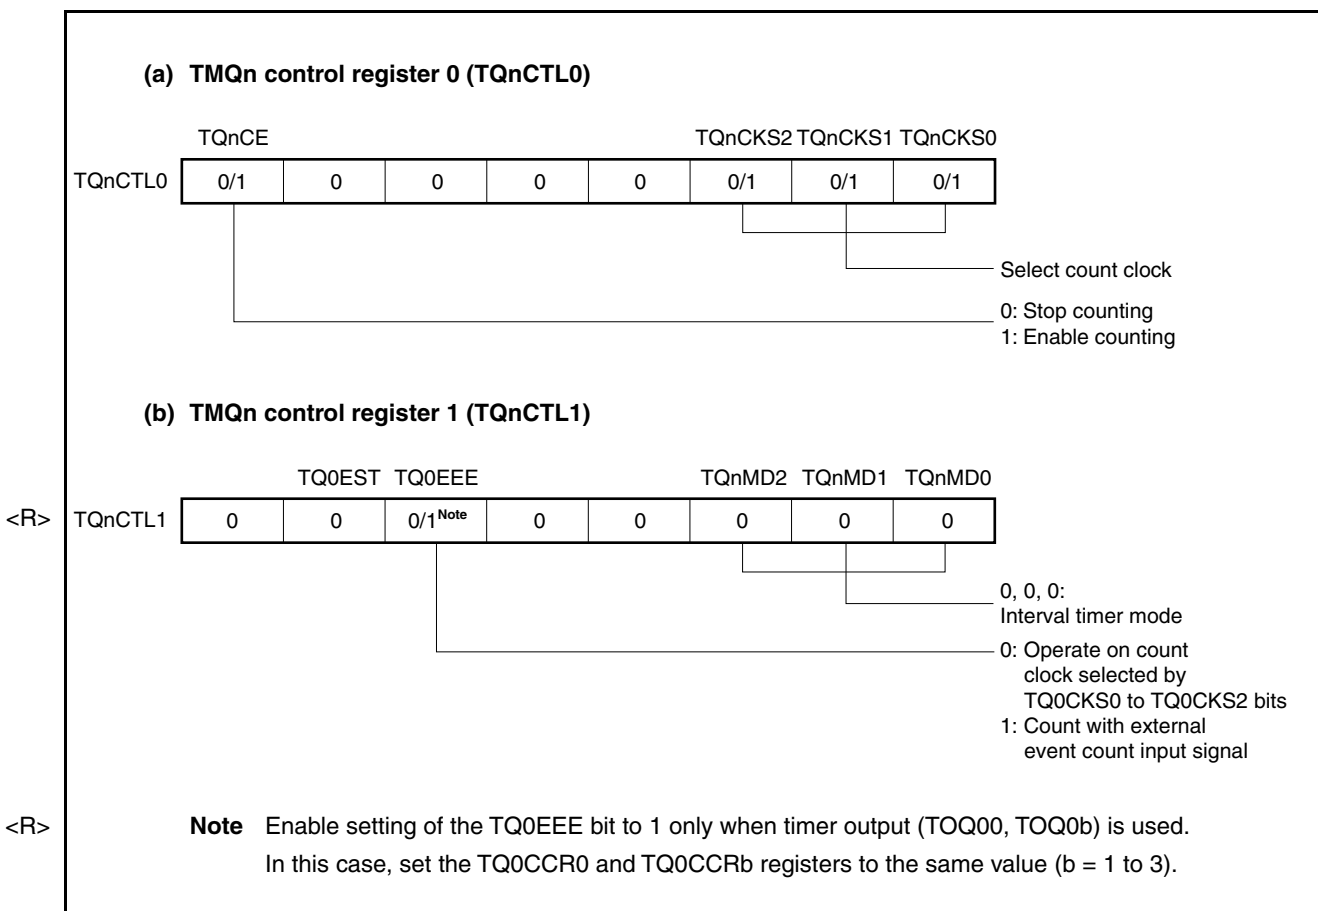 (a) TMQn control register 0 (TQnCTL0)
TQnCE TQnCKS2 TQnCKS1 TQnCKS0
TQnCTL0 0/1 0 0 0 0 0/1 0/1 0/1
Select count clock
0: Stop counting
1: Enable counting
(b) TMQn control register 1 (TQnCTL1)
TQ0EST TQ0EEE TQnMD2 TQnMD1 TQnMD0
<R> TQnCTL1 0 0 0/1Note 0 0 0 0 0
0, 0, 0:
Interval timer mode
0: Operate on count
clock selected by
TQ0CKS0 to TQ0CKS2 bits
1: Count with external
event count input signal
<R> Note Enable setting of the TQ0EEE bit to 1 only when timer output (TOQ00, TOQ0b) is used.
In this case, set the TQ0CCR0 and TQ0CCRb registers to the same value (b = 1 to 3).